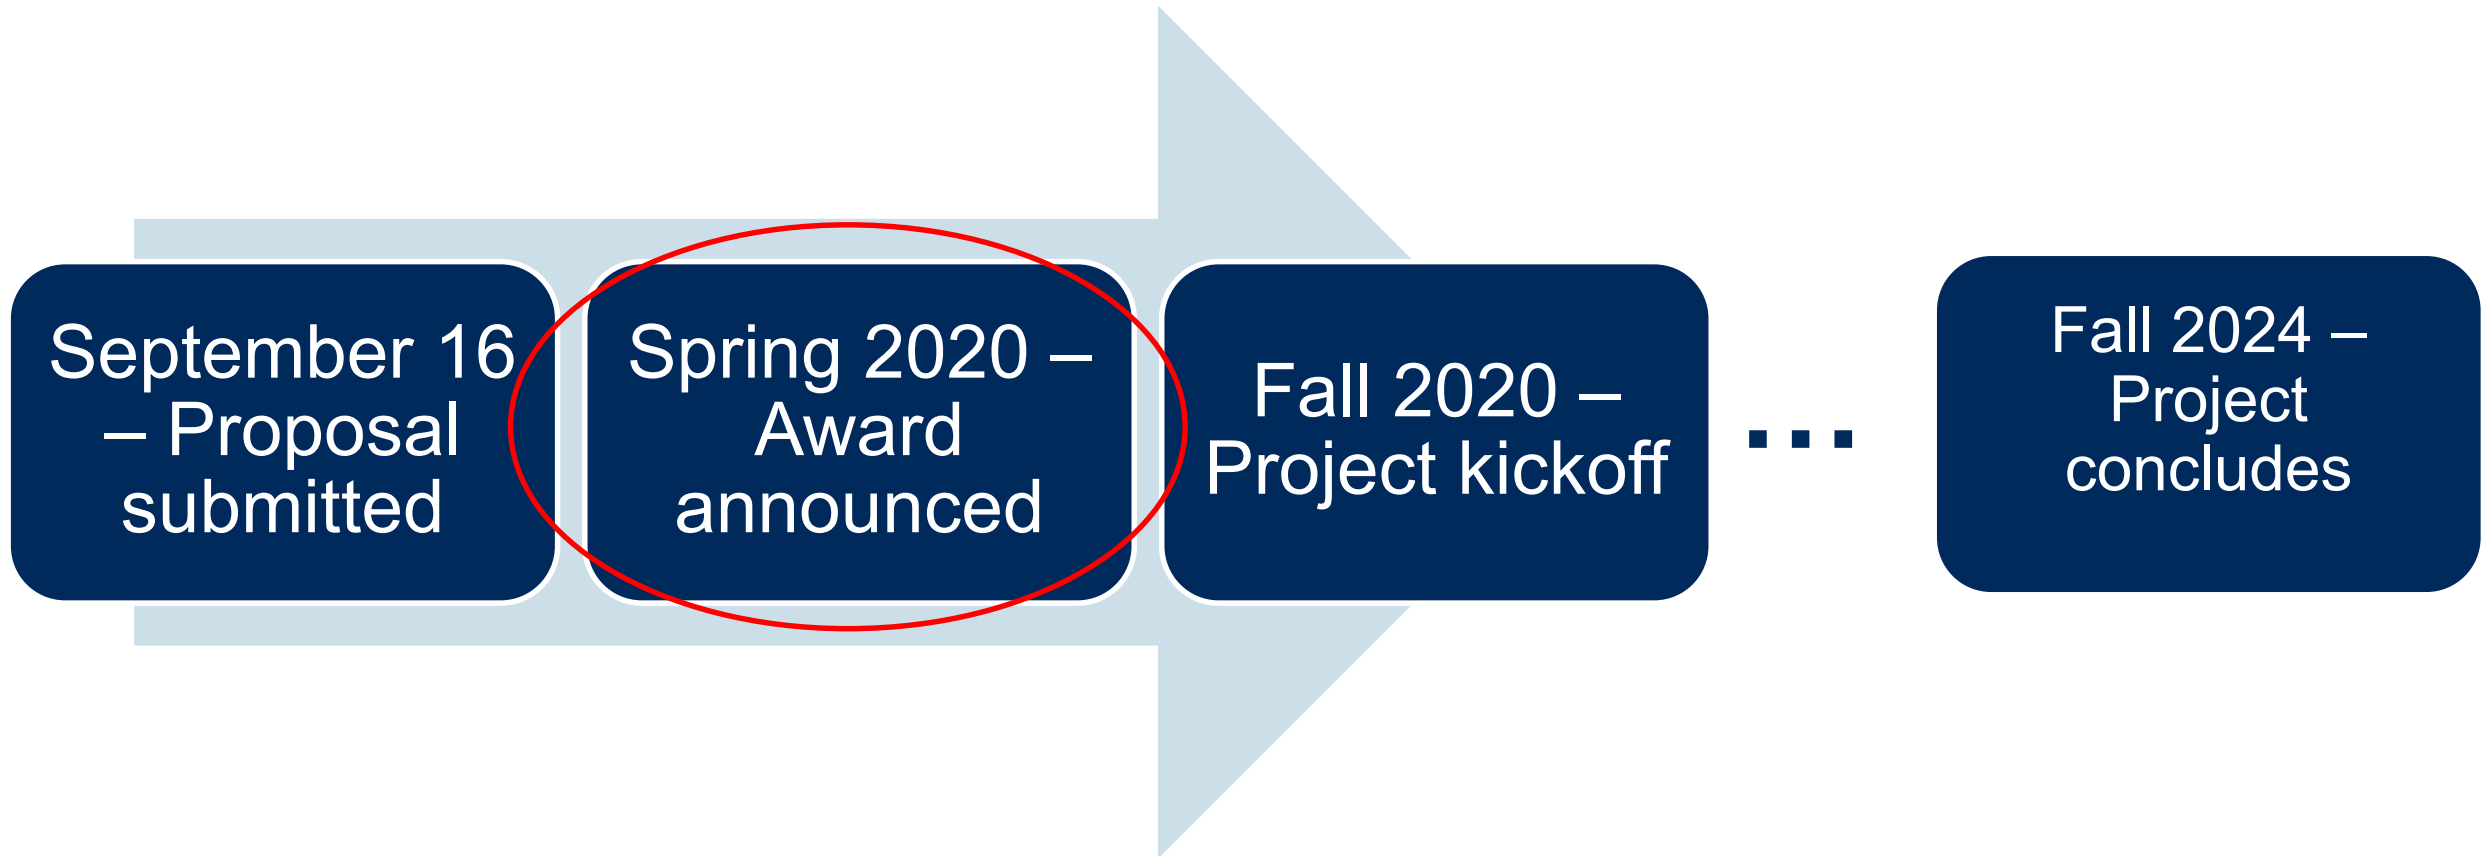 September 16
– Proposal
submitted
Spring 2020 –
Award
announced
Fall 2020 –
Project kickoff
...
Fall 2024 –
Project
concludes